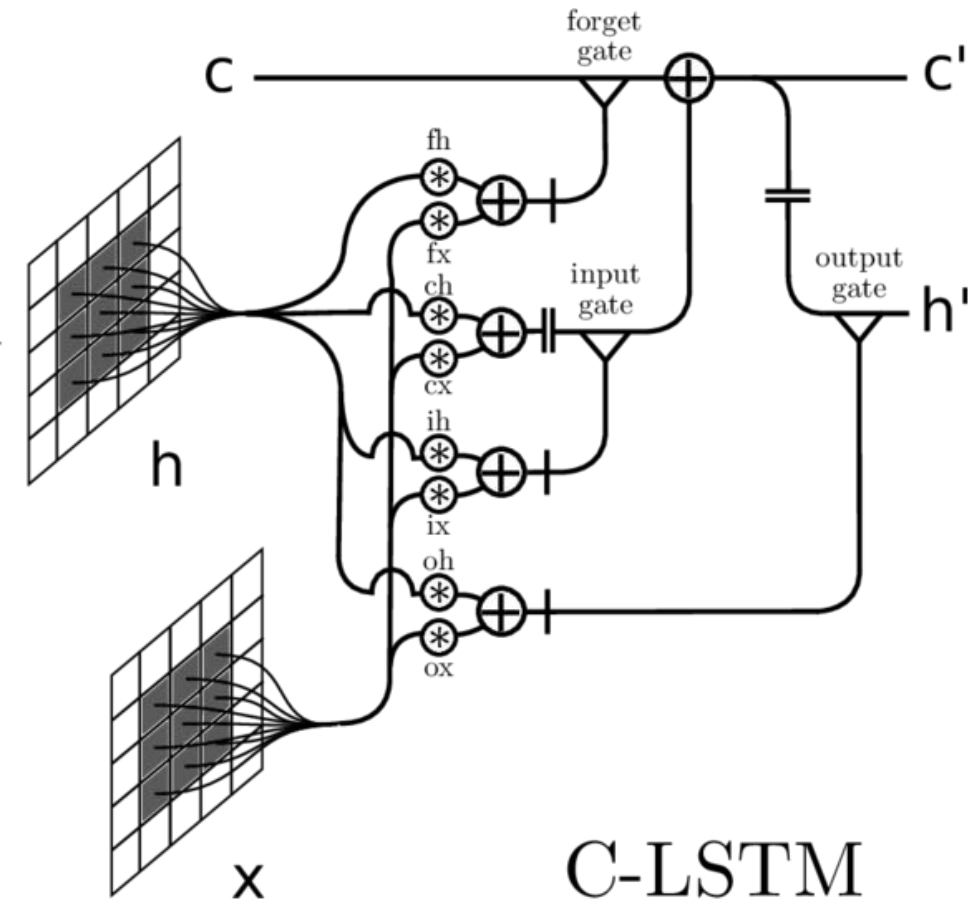 forget
gate
c
c'
fh
fx
ch
input
gate
output
gate
h'
cx
ih
h
ix
oh
ox
x
C-LSTM